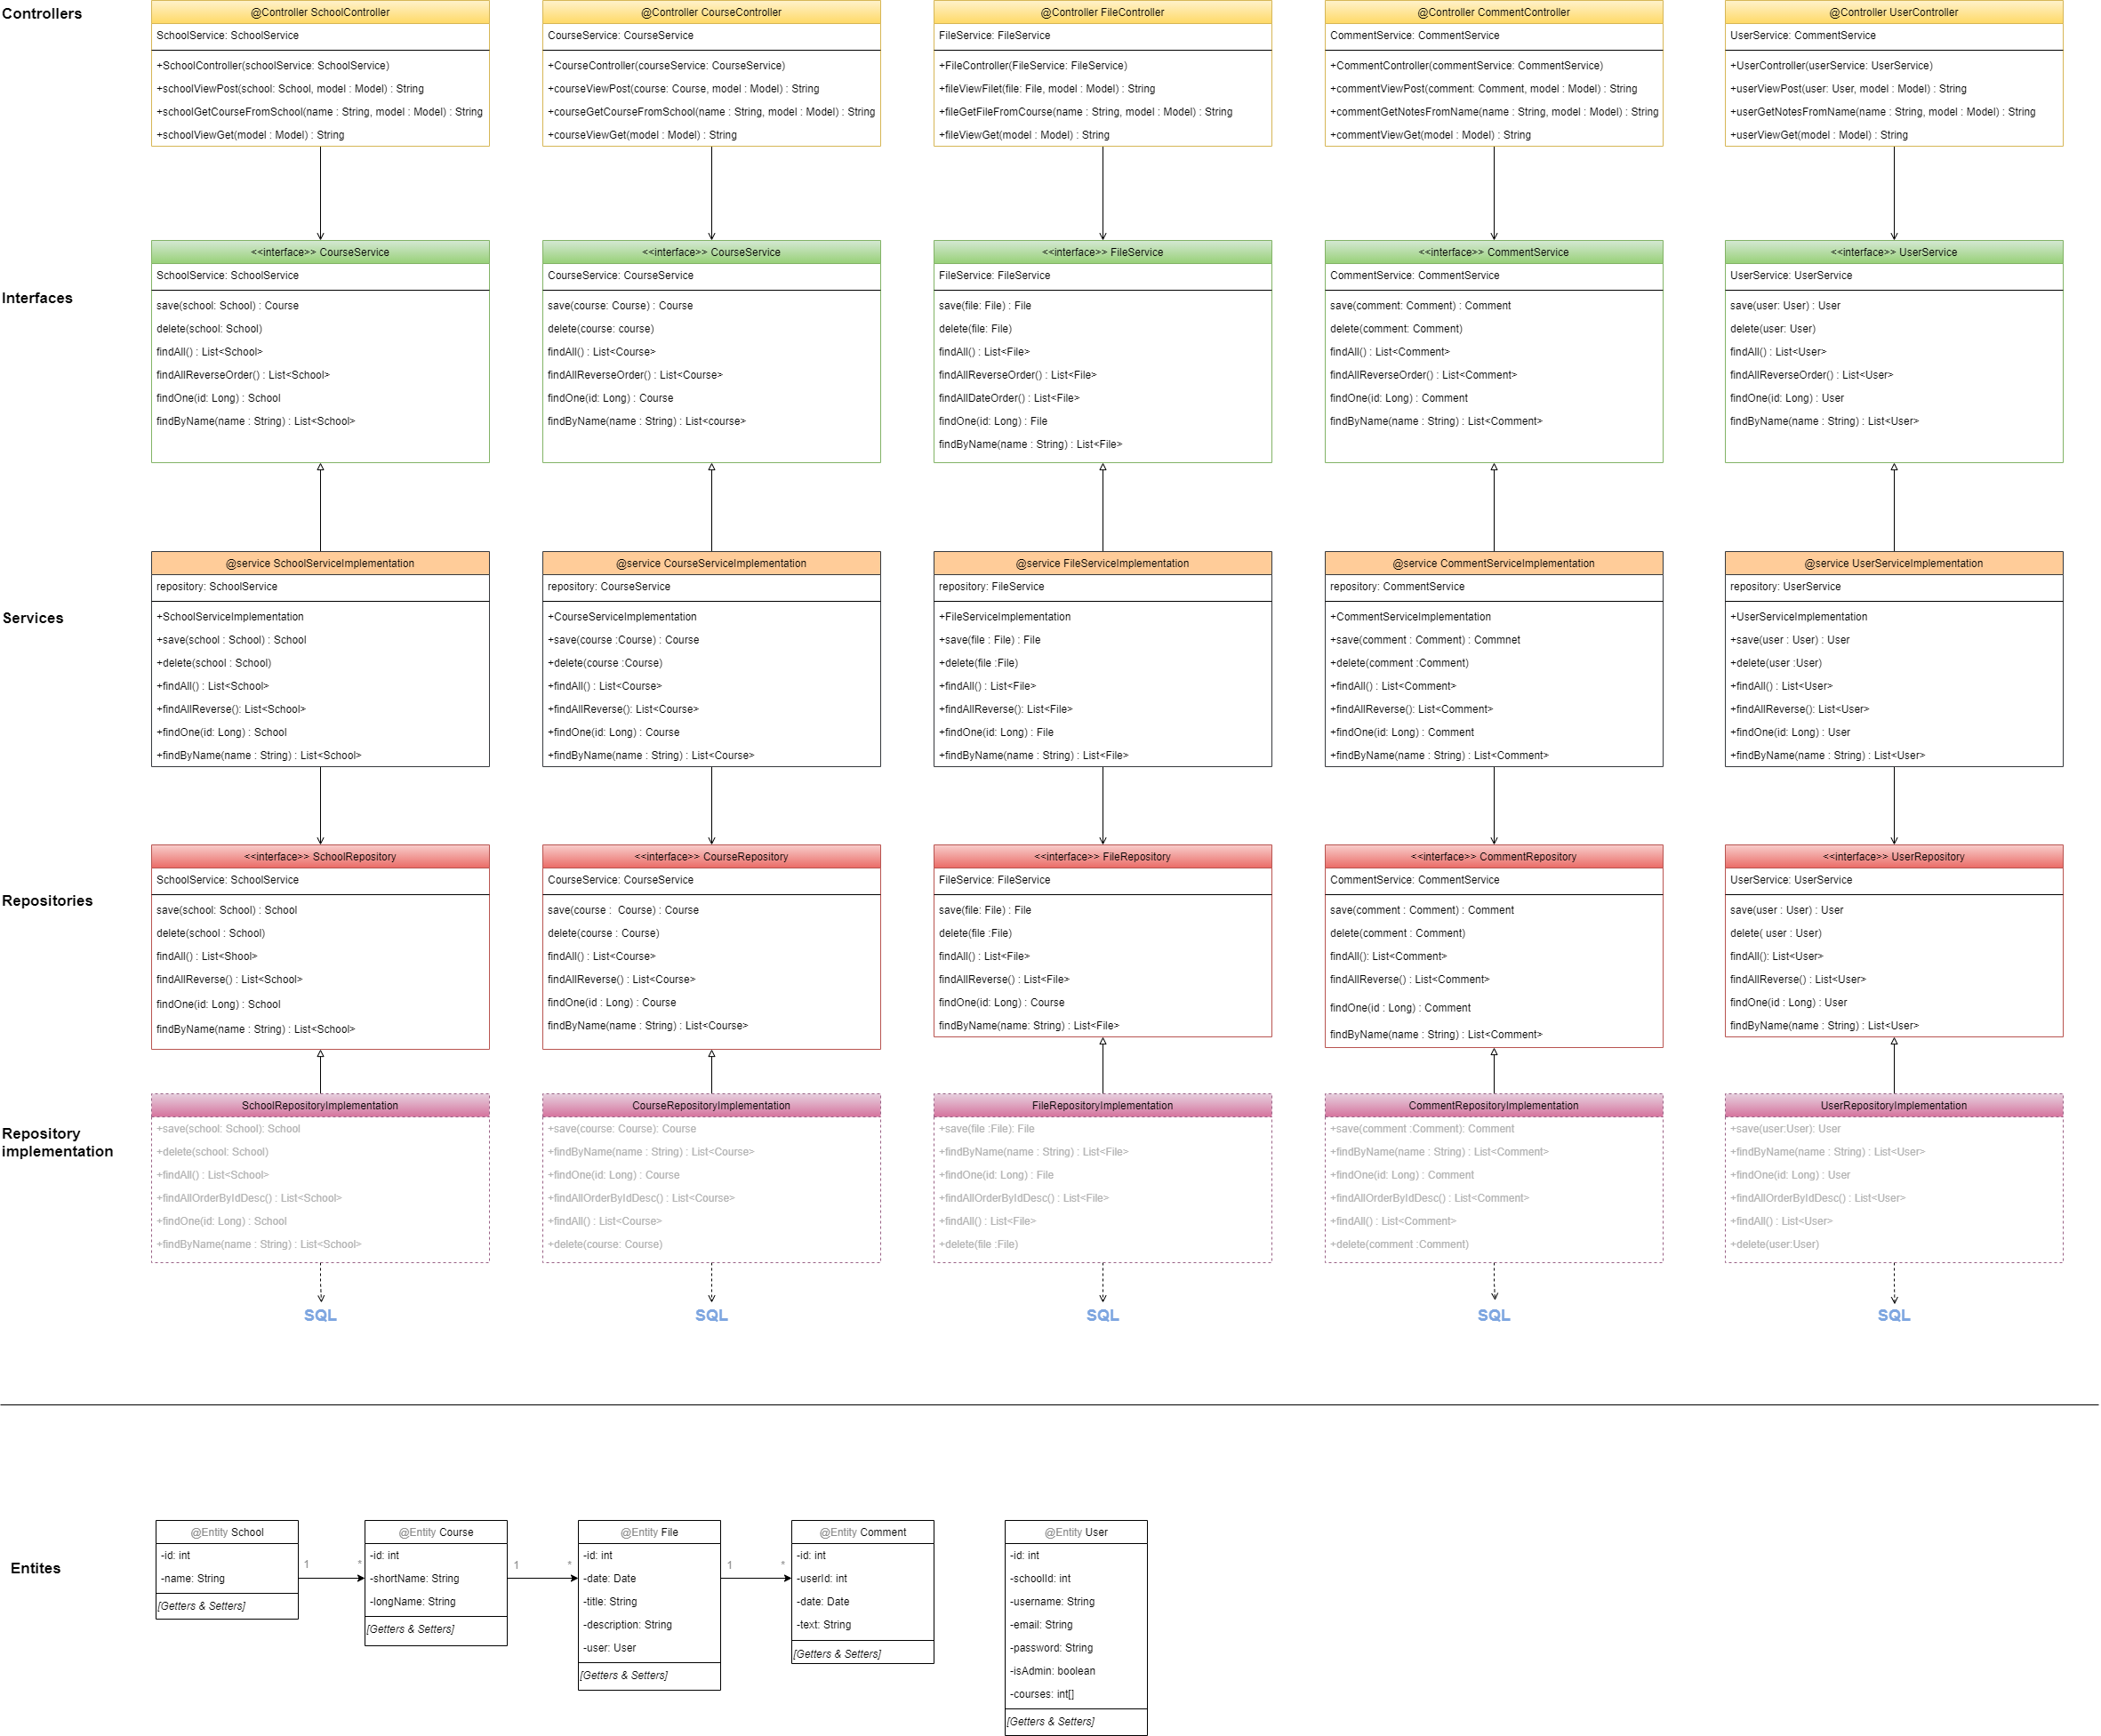 Controllers
@Controller SchoolController
SchoolService: SchoolService
+SchoolController(schoolService: SchoolService)
+schoolViewPost(school: School, model : Model) : String
+schoolGetCourseFromSchool(name : String, model : Model) : String
+schoolViewGet(model : Model) : String
@Controller CourseController
CourseService: CourseService
+CourseController(courseService: CourseService)
+courseViewPost(course: Course, model : Model) : String
+courseGetCourseFromSchool(name : String, model : Model) : String
+courseViewGet(model : Model) : String
@Controller FileController
FileService: FileService
+FileController(FileService: FileService)
+fileViewFilet(file: File, model : Model) : String
+fileGetFileFromCourse(name : String, model : Model) : String
+fileViewGet(model : Model) : String
@Controller CommentController
CommentService: CommentService
+CommentController(commentService: CommentService)
+commentViewPost(comment: Comment, model : Model) : String
+commentGetNotesFromName(name : String, model : Model) : String
+commentViewGet(model : Model) : String
@Controller UserController
UserService: CommentService
+UserController(userService: UserService)
+userViewPost(user: User, model : Model) : String
+userGetNotesFromName(name : String, model : Model) : String
+userViewGet(model : Model) : String
Interfaces
<<interface>> CourseService
SchoolService: SchoolService
save(school: School) : Course
delete(school: School)
findAll() : List<School>
findAllReverseOrder() : List<School>
findOne(id: Long) : School
findByName(name : String) : List<School>
<<interface>> CourseService
CourseService: CourseService
save(course: Course) : Course
delete(course: course)
findAll() : List<Course>
findAllReverseOrder() : List<Course>
findOne(id: Long) : Course
findByName(name : String) : List<course>
<<interface>> FileService
FileService: FileService
save(file: File) : File
delete(file: File)
findAll() : List<File>
findAllReverseOrder() : List<File>
findAllDateOrder() : List<File>
findOne(id: Long) : File
findByName(name : String) : List<File>
<<interface>> CommentService
CommentService: CommentService
save(comment: Comment) : Comment
delete(comment: Comment)
findAll() : List<Comment>
findAllReverseOrder() : List<Comment>
findOne(id: Long) : Comment
findByName(name : String) : List<Comment>
<<interface>> UserService
UserService: UserService
save(user: User) : User
delete(user: User)
findAll() : List<User>
findAllReverseOrder() : List<User>
findOne(id: Long) : User
findByName(name : String) : List<User>
Services
@service SchoolServiceImplementation
repository: SchoolService
+SchoolServiceImplementation
+save(school : School) : School
+delete(school : School)
+findAll() : List<School>
+findAllReverse(): List<School>
+findOne(id: Long) : School
+findByName(name : String) : List<School>
@service CourseServiceImplementation
repository: CourseService
+CourseServiceImplementation
+save(course :Course) : Course
+delete(course :Course)
+findAll() : List<Course>
+findAllReverse(): List<Course>
+findOne(id: Long) : Course
+findByName(name : String) : List<Course>
@service FileServiceImplementation
repository: FileService
+FileServiceImplementation
+save(file : File) : File
+delete(file :File)
+findAll() : List<File>
+findAllReverse(): List<File>
+findOne(id: Long) : File
+findByName(name : String) : List<File>
@service CommentServiceImplementation
repository: CommentService
+CommentServiceImplementation
+save(comment : Comment) : Commnet
+delete(comment :Comment)
+findAll() : List<Comment>
+findAllReverse(): List<Comment>
+findOne(id: Long) : Comment
+findByName(name : String) : List<Comment>
@service UserServiceImplementation
repository: UserService
+UserServiceImplementation
+save(user : User) : User
+delete(user :User)
+findAll() : List<User>
+findAllReverse(): List<User>
+findOne(id: Long) : User
+findByName(name : String) : List<User>
Repositories
<<interface>> SchoolRepository
SchoolService: SchoolService
save(school: School) : School
delete(school : School)
findAll() : List<Shool>
findAllReverse() : List<School>
findOne(id: Long) : School
findByName(name : String) : List<School>
<<interface>> CourseRepository
CourseService: CourseService
save(course :  Course) : Course
delete(course : Course)
findAll() : List<Course>
findAllReverse() : List<Course>
findOne(id : Long) : Course
findByName(name : String) : List<Course>
<<interface>> FileRepository
FileService: FileService
save(file: File) : File
delete(file :File)
findAll() : List<File>
findAllReverse() : List<File>
findOne(id: Long) : Course
findByName(name: String) : List<File>
<<interface>> CommentRepository
CommentService: CommentService
save(comment : Comment) : Comment
delete(comment : Comment)
findAll(): List<Comment>
findAllReverse() : List<Comment>
findOne(id : Long) : Comment
findByName(name : String) : List<Comment>
<<interface>> UserRepository
UserService: UserService
save(user : User) : User
delete( user : User)
findAll(): List<User>
findAllReverse() : List<User>
findOne(id : Long) : User
findByName(name : String) : List<User>
Repository
implementation
SchoolRepositoryImplementation
+save(school: School): School
+delete(school: School)
+findAll() : List<School>
+findAllOrderByIdDesc() : List<School>
+findOne(id: Long) : School
+findByName(name : String) : List<School>
SQL
CourseRepositoryImplementation
+save(course: Course): Course
+findByName(name : String) : List<Course>
+findOne(id: Long) : Course
+findAllOrderByIdDesc() : List<Course>
+findAll() : List<Course>
+delete(course: Course)
SQL
FileRepositoryImplementation
+save(file :File): File
+findByName(name : String) : List<File>
+findOne(id: Long) : File
+findAllOrderByIdDesc() : List<File>
+findAll() : List<File>
+delete(file :File)
SQL
CommentRepositoryImplementation
+save(comment :Comment): Comment
+findByName(name : String) : List<Comment>
+findOne(id: Long) : Comment
+findAllOrderByIdDesc() : List<Comment>
+findAll() : List<Comment>
+delete(comment :Comment)
SQL
UserRepositoryImplementation
+save(user:User): User
+findByName(name : String) : List<User>
+findOne(id: Long) : User
+findAllOrderByIdDesc() : List<User>
+findAll() : List<User>
+delete(user:User)
SQL
Entites
@Entity School
-id: int
-name: String
[Getters & Setters]
1
*
@Entity Course
-id: int
-shortName: String
-longName: String
[Getters & Setters]
1
*
@Entity File
-id: int
-date: Date
-title: String
-description: String
-user: User
[Getters & Setters]
1
*
@Entity Comment
-id: int
-userId: int
-date: Date
-text: String
[Getters & Setters]
@Entity User
-id: int
-schoolId: int
-username: String
-email: String
-password: String
-isAdmin: boolean
-courses: int[]
[Getters & Setters]